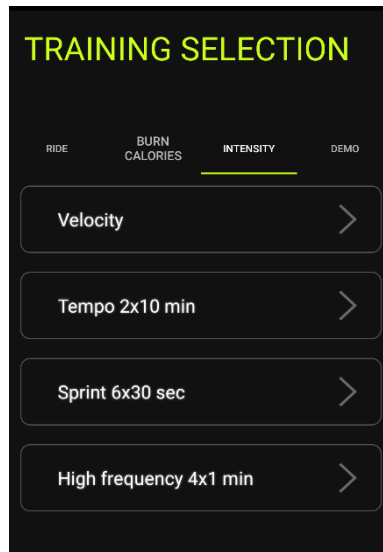 TRAINING SELECTION
RIDE
BURN
CALORIES
INTENSITY
DEMO
Velocity
Tempo 2x10 min
Sprint 6x30 sec
High frequency 4x1 min